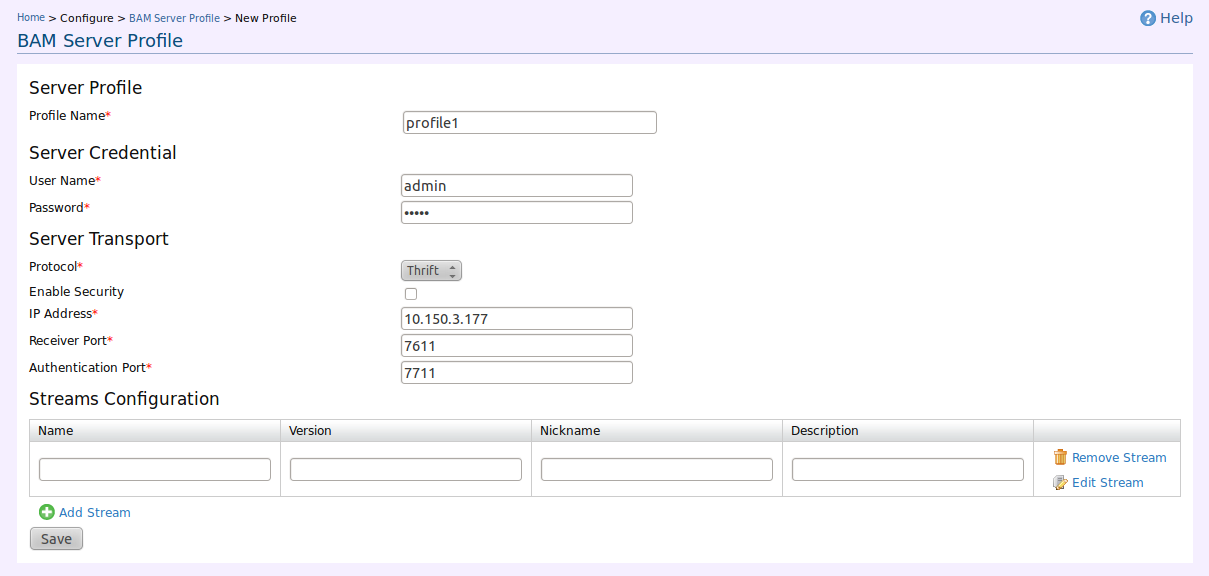 Home > Configure > BAM Server Profile > New Profile
Help
BAM Server Profile
Server Profile
Profile Name*
profile1
Server Credential
User Name*
admin
Password*
•••••
Server Transport
Protocol*
Thrift
Enable Security
IP Address*
10.150.3.177
Receiver Port*
7611
Authentication Port*
7711
Streams Configuration
Name Version Nickname Description
Remove Stream
Edit Stream
Add Stream
Save